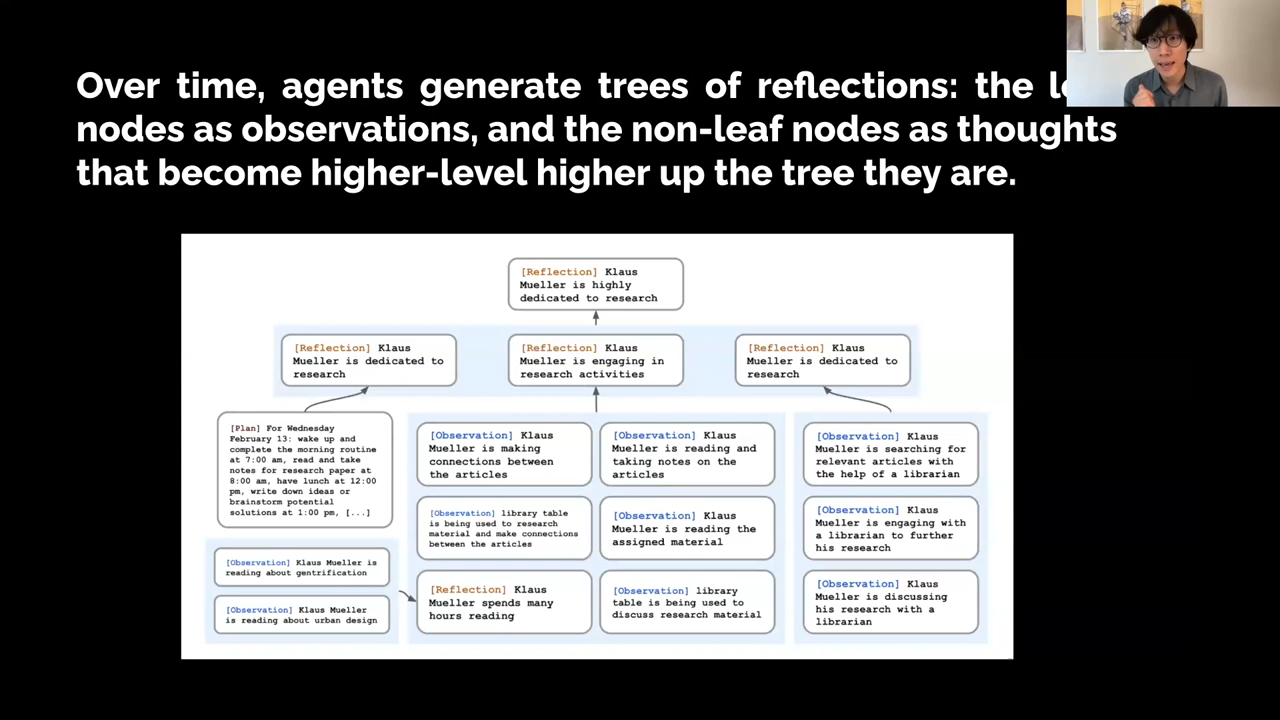 Over time, agents generate trees of reflections: the
nodes as observations, and the non-leaf nodes as thoughts
that become higher-level higher up the tree they are.
[Reflection] Klaus
Mueller is highly
dedicated to research
[Reflection] Klaus
Mueller is dedicated to
research
[Reflection] Klaus
Mueller is engaging in
research activities
[Reflection] Klaus
Mueller is dedicated to
research
[Plan] For Wednesday
February 13: wake up and
complete the morning routine
at 7:00 am, read and take
notes for research paper at
8:00 am, have lunch at 12:00
pm, write down ideas or
brainstorm potential
solutions at 1:00 pm, [...]
[Observation] Klaus Mueller is
reading about gentrification
[Observation] Klaus Mueller
is reading about urban design
[Observation] Klaus
Mueller is making
connections between
the articles
[Observation] Klaus
Mueller is reading and
taking notes on the
articles
[Observation] library table
is being used to research
material and make connections
between the articles
[Observation] Klaus
Mueller is reading the
assigned material
[Reflection] Klaus
Mueller spends many
hours reading
[Observation] library
table is being used to
discuss research material
[Observation] Klaus
Mueller is searching for
relevant articles with
the help of a librarian
[Observation] Klaus
Mueller is engaging with
a librarian to further
his research
[Observation] Klaus
Mueller is discussing
his research with a
librarian